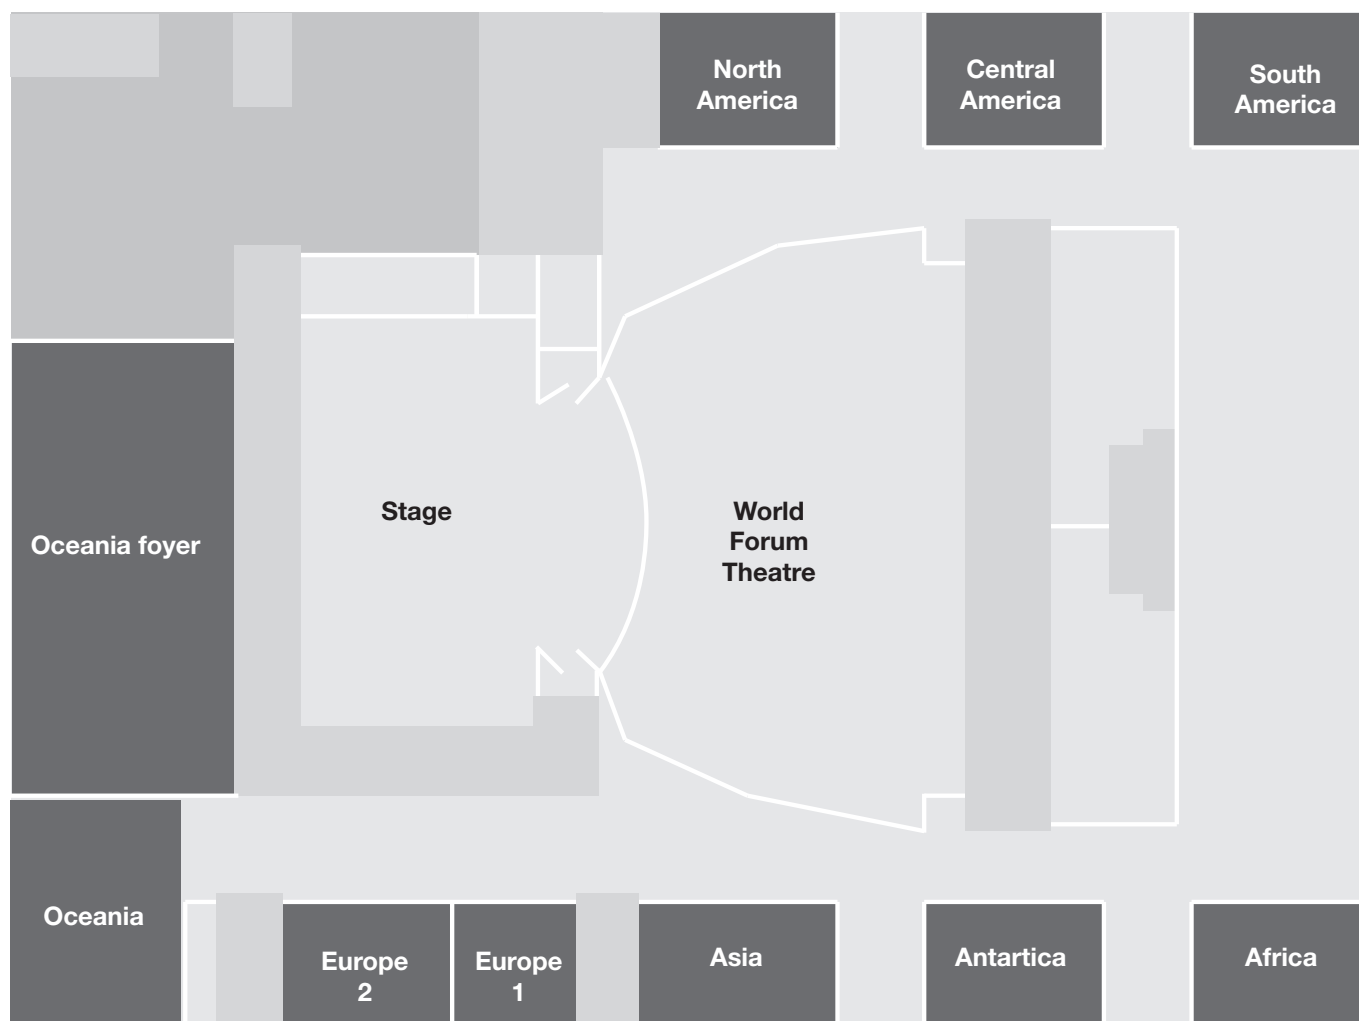 North
America
Central
America
South
America
Stage
World
Forum
Theatre
Oceania foyer
Oceania
Europe
2
Europe
1
Asia
Antartica
Africa